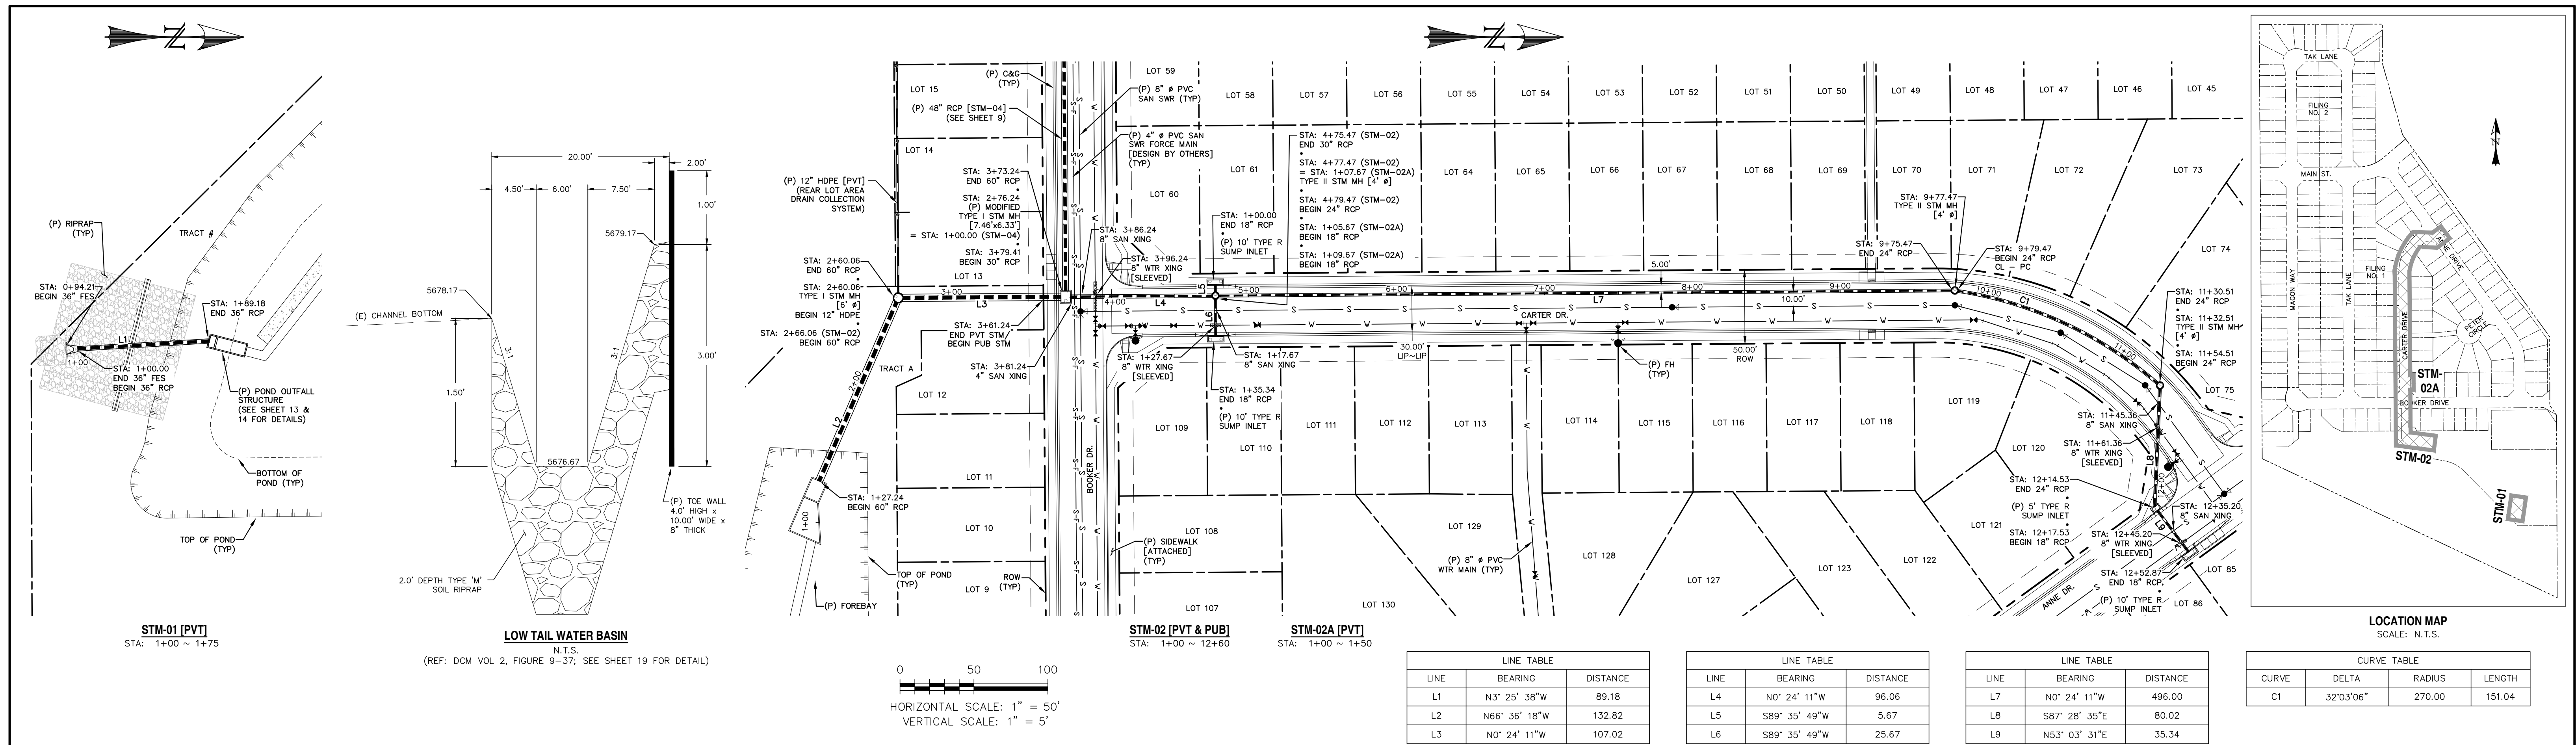 Z
(P) RIPRAP
(TYP)
TRACT #
STA: 0+94.21
BEGIN 36" FES
STA: 1+89.18
END 36" RCP
L1
1+00
STA: 1+00.00
END 36" FES
BEGIN 36" RCP
(P) POND OUTFALL
STRUCTURE
(SEE SHEET 13 &
14 FOR DETAILS)
BOTTOM OF
POND (TYP)
TOP OF POND
(TYP)
STM-01 [PVT]
STA: 1+00 ~ 1+75
20.00'
2.00'
4.50'
6.00'
7.50'
1.00'
5679.17
5678.17
(E) CHANNEL BOTTOM
3:1
3:1
3.00'
1.50'
5676.67
(P) TOE WALL
4.0' HIGH x
10.00' WIDE x
8" THICK
2.0' DEPTH TYPE 'M'
SOIL RIPRAP
LOW TAIL WATER BASIN
N.T.S.
(REF: DCM VOL 2, FIGURE 9-37; SEE SHEET 19 FOR DETAIL)
Z
LOT 15
LOT 14
LOT 13
LOT 12
LOT 11
LOT 10
LOT 9
(P) C&G
(TYP)
(P) 48" RCP [STM-04]
(SEE SHEET 9)
(P) 12" HDPE [PVT]
(REAR LOT AREA
DRAIN COLLECTION
SYSTEM)
STA: 3+73.24
END 60" RCP
STA: 2+76.24
(P) MODIFIED
TYPE I STM MH
[7.46'x6.33']
= STA: 1+00.00 (STM-04)
STA: 3+79.41
BEGIN 30" RCP
STA: 2+60.06
END 60" RCP
STA: 2+60.06
TYPE I STM MH
[6' ø]
BEGIN 12" HDPE
STA: 2+66.06 (STM-02)
BEGIN 60" RCP
3+00
L3
STA: 3+61.24
END PVT STM/
BEGIN PUB STM
STA: 3+81.24
4" SAN XING
TRACT A
2+00
L2
STA: 1+27.24
BEGIN 60" RCP
1+00
TOP OF POND
(TYP)
(P) FOREBAY
ROW
(TYP)
BOOKER DR.
(P) 8" ø PVC
SAN SWR (TYP)
(P) 4" ø PVC SAN
SWR FORCE MAIN
[DESIGN BY OTHERS]
(TYP)
STA: 3+86.24
8" SAN XING
STA: 3+96.24
8" WTR XING
[SLEEVED]
4+00
L4
STA: 1+00.00
END 18" RCP
(P) 10' TYPE R
SUMP INLET
L5
L6
STA: 4+75.47 (STM-02)
END 30" RCP
STA: 4+77.47 (STM-02)
= STA: 1+07.67 (STM-02A)
TYPE II STM MH [4' ø]
STA: 4+79.47 (STM-02)
BEGIN 24" RCP
STA: 1+05.67 (STM-02A)
BEGIN 18" RCP
STA: 1+09.67 (STM-02A)
BEGIN 18" RCP
STA: 1+27.67
8" WTR XING
[SLEEVED]
STA: 1+17.67
8" SAN XING
STA: 1+35.34
END 18" RCP
(P) 10' TYPE R
SUMP INLET
LOT 59
LOT 58
LOT 57
LOT 56
LOT 55
LOT 54
LOT 53
LOT 52
LOT 51
LOT 50
LOT 49
LOT 48
LOT 47
LOT 46
LOT 45
LOT 60
LOT 61
LOT 64
LOT 65
LOT 66
LOT 67
LOT 68
LOT 69
LOT 70
LOT 71
LOT 72
LOT 73
LOT 74
LOT 75
5+00
6+00
7+00
8+00
9+00
10+00
11+00
12+00
L7
C1
L8
L9
5.00'
10.00'
CARTER DR.
30.00'
LIP~LIP
50.00'
ROW
(P) FH
(TYP)
STA: 9+77.47
TYPE II STM MH
[4' ø]
STA: 9+75.47
END 24" RCP
STA: 9+79.47
BEGIN 24" RCP
CL - PC
STA: 11+30.51
END 24" RCP
STA: 11+32.51
TYPE II STM MH
[4' ø]
STA: 11+54.51
BEGIN 24" RCP
STA: 11+45.36
8" SAN XING
STA: 11+61.36
8" WTR XING
[SLEEVED]
STA: 12+14.53
END 24" RCP
(P) 5' TYPE R
SUMP INLET
STA: 12+17.53
BEGIN 18" RCP
STA: 12+35.20
8" SAN XING
STA: 12+45.20
8" WTR XING
[SLEEVED]
STA: 12+52.87
END 18" RCP
(P) 10' TYPE R
SUMP INLET
ANNE DR.
LOT 85
LOT 86
LOT 109
LOT 110
LOT 111
LOT 112
LOT 113
LOT 114
LOT 115
LOT 116
LOT 117
LOT 118
LOT 119
LOT 120
LOT 121
LOT 122
LOT 123
LOT 127
LOT 128
LOT 129
LOT 130
LOT 108
LOT 107
(P) SIDEWALK
[ATTACHED]
(TYP)
(P) 8" ø PVC
WTR MAIN (TYP)
STM-02 [PVT & PUB]
STA: 1+00 ~ 12+60
STM-02A [PVT]
STA: 1+00 ~ 1+50
0 50 100
HORIZONTAL SCALE: 1" = 50'
VERTICAL SCALE: 1" = 5'
TAK LANE
FILING
NO. 2
MAIN ST.
MAGON WAY
TAK LANE
FILING
NO. 1
CARTER DRIVE
ANNE DRIVE
PETER
CIRCLE
BOOKER DRIVE
STM-
02A
STM-02
STM-01
LOCATION MAP
SCALE: N.T.S.
LINE TABLE
LINE BEARING DISTANCE
L1 N3° 25' 38"W 89.18
L2 N66° 36' 18"W 132.82
L3 N0° 24' 11"W 107.02
LINE TABLE
LINE BEARING DISTANCE
L4 N0° 24' 11"W 96.06
L5 S89° 35' 49"W 5.67
L6 S89° 35' 49"W 25.67
LINE TABLE
LINE BEARING DISTANCE
L7 N0° 24' 11"W 496.00
L8 S87° 28' 35"E 80.02
L9 N53° 03' 31"E 35.34
CURVE TABLE
CURVE DELTA RADIUS LENGTH
C1 32°03'06" 270.00 151.04